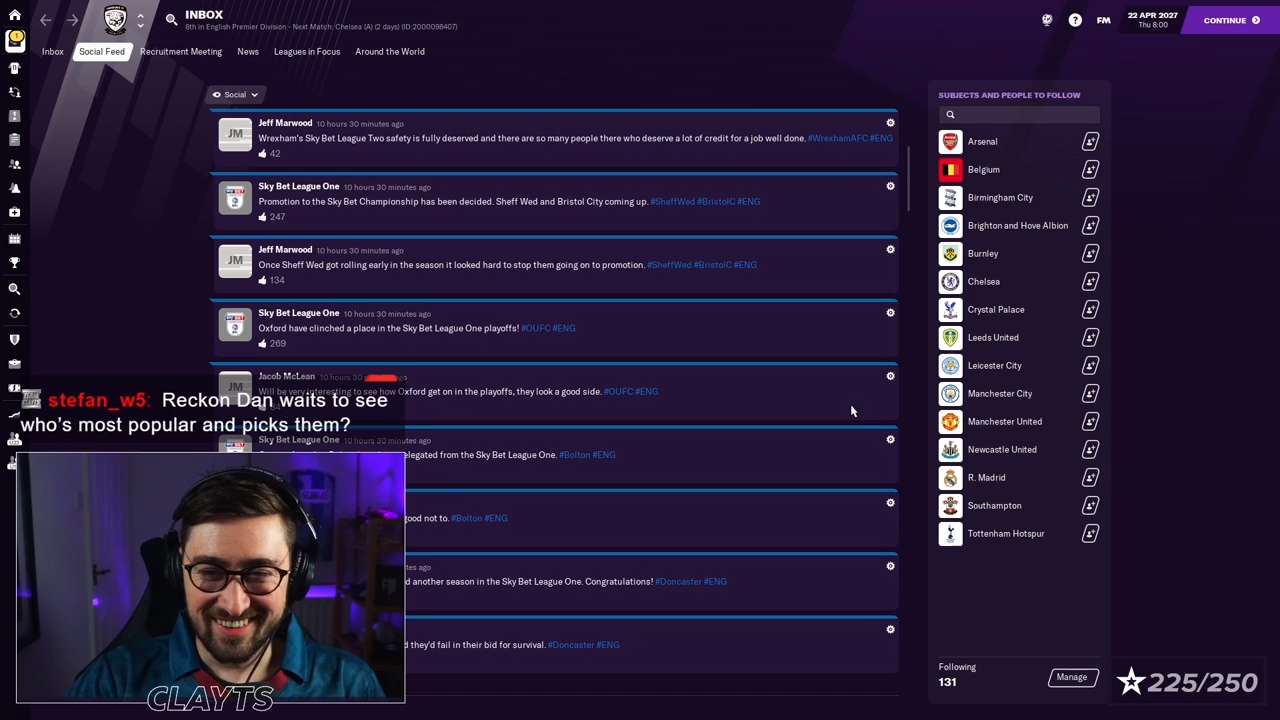 INBOX
8th in English Premier Division - Next Match: Chelsea (A) (2 days) (ID:2000098407)
FM
22 APR 2027
Thu 8:00
CONTINUE
1
Inbox
Social Feed
Recruitment Meeting
News
Leagues in Focus
Around the World
Social
JM
Jeff Marwood 10 hours 30 minutes ago
Wrexham's Sky Bet League Two safety is fully deserved and there are so many people there who deserve a lot of credit for a job well done. #WrexhamAFC #ENG
42
Sky Bet League One 10 hours 30 minutes ago
Promotion to the Sky Bet Championship has been decided. Sheff Wed and Bristol City coming up. #SheffWed #BristolC #ENG
247
JM
Jeff Marwood 10 hours 30 minutes ago
Once Sheff Wed got rolling early in the season it looked hard to stop them going on to promotion. #SheffWed #BristolC #ENG
134
Sky Bet League One 10 hours 30 minutes ago
Oxford have clinched a place in the Sky Bet League One playoffs! #OUFC #ENG
269
JM
Jacob McLean 10 hours 30 ago
Will be very interesting to see how Oxford get on in the playoffs, they look a good side. #OUFC #ENG
Sky Bet League One 10 hours 30 minutes ago
elegated from the Sky Bet League One. #Bolton #ENG
good not to. #Bolton #ENG
utes ago
d another season in the Sky Bet League One. Congratulations! #Doncaster #ENG
d they'd fail in their bid for survival. #Doncaster #ENG
stefan_w5: Reckon Dan waits to see
who's most popular and picks them?
CLAYTS
SUBJECTS AND PEOPLE TO FOLLOW
Arsenal
Belgium
Birmingham City
Brighton and Hove Albion
Burnley
Chelsea
Crystal Palace
Leeds United
Leicester City
Manchester City
Manchester United
Newcastle United
R. Madrid
Southampton
Tottenham Hotspur
Following
131
Manage
225/250